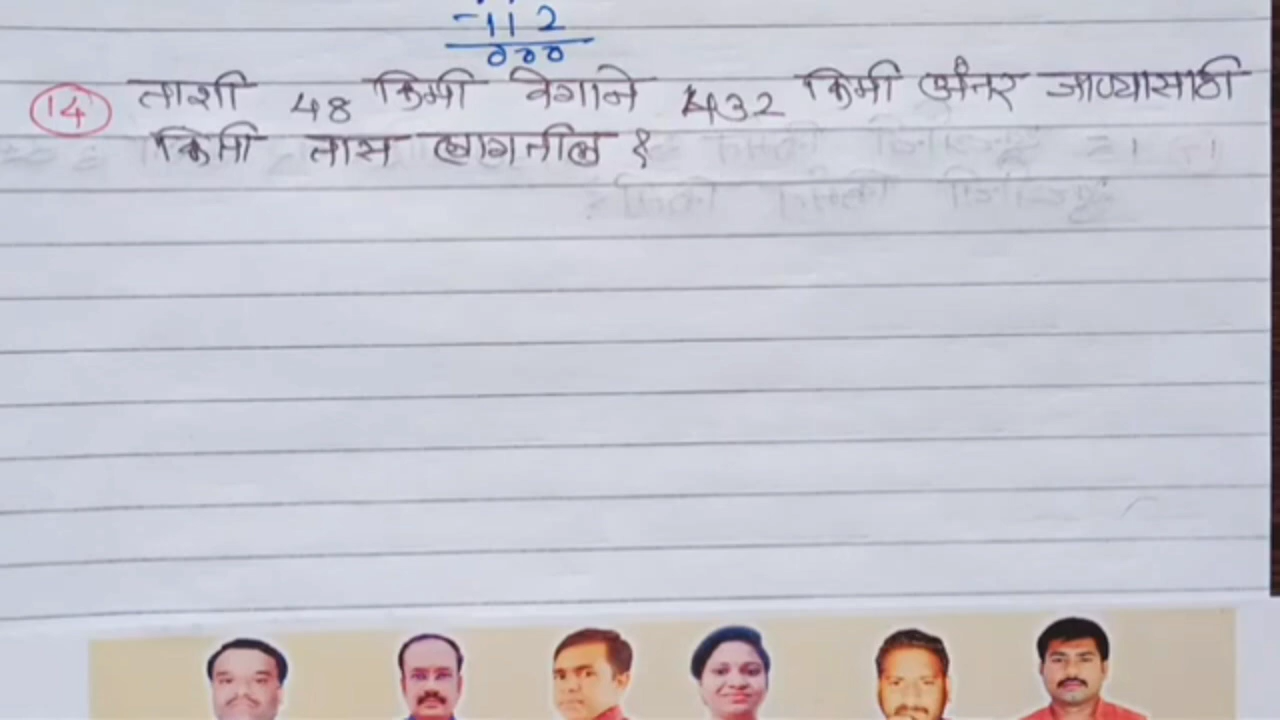 -112
000
14 ताशी 48 किमी वेगाने 432 किमी अंतर जाण्यासाठी
किती तास लागतील ?